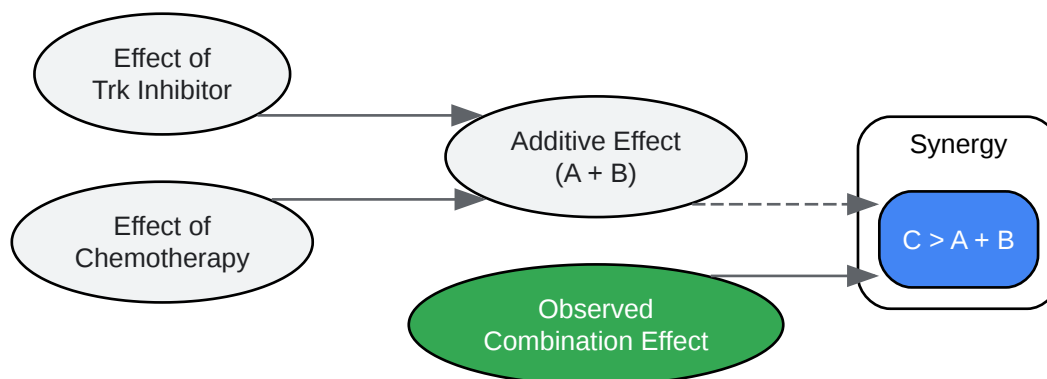 Effect of
Trk Inhibitor
Effect of
Chemotherapy
Additive Effect
(A + B)
Observed
Combination Effect
Synergy
C > A + B